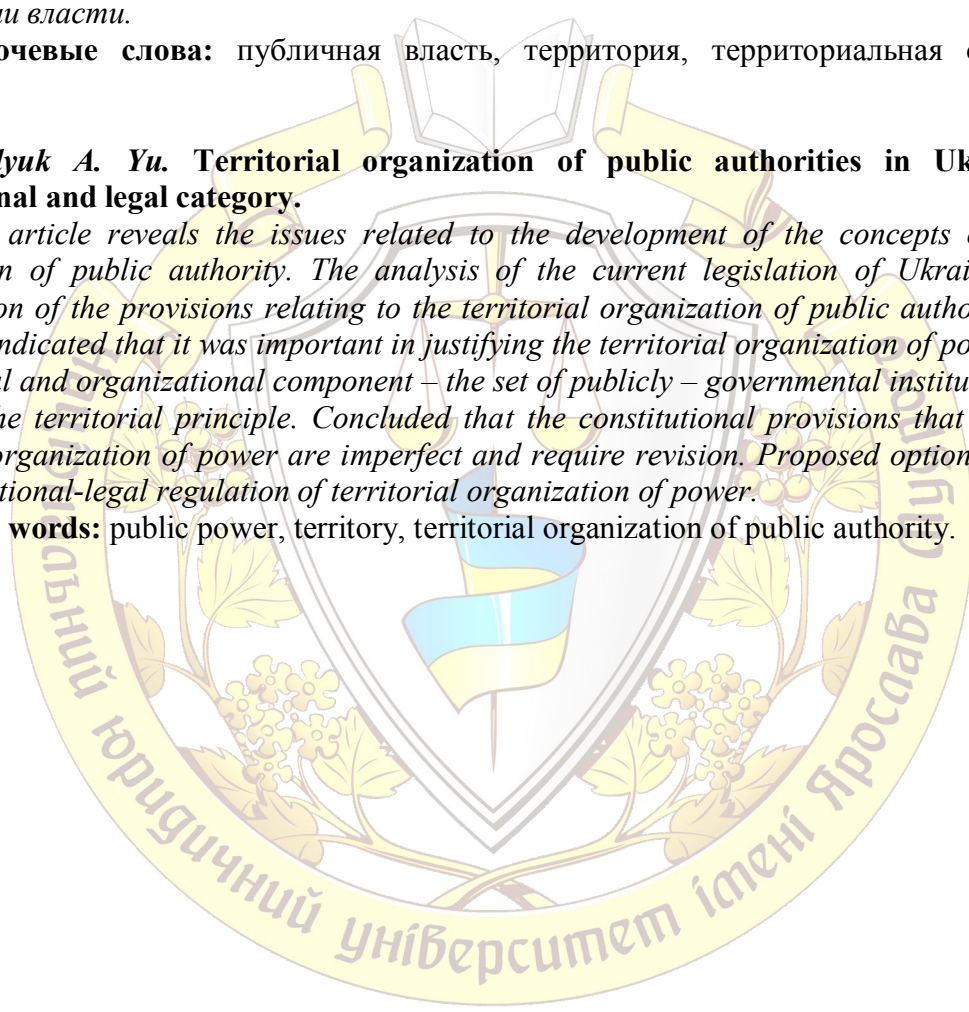 ии власти.
очевые слова: публичная власть, территория, территориальная
lyuk A. Yu. Territorial organization of public authorities in Uk
nal and legal category.
article reveals the issues related to the development of the concepts
n of public authority. The analysis of the current legislation of Ukrai
on of the provisions relating to the territorial organization of public autho
ndicated that it was important in justifying the territorial organization of po
l and organizational component – the set of publicly – governmental institu
he territorial principle. Concluded that the constitutional provisions that
organization of power are imperfect and require revision. Proposed option
tional-legal regulation of territorial organization of power.
words: public power, territory, territorial organization of public authority.
юридичний університет імені Ярослава